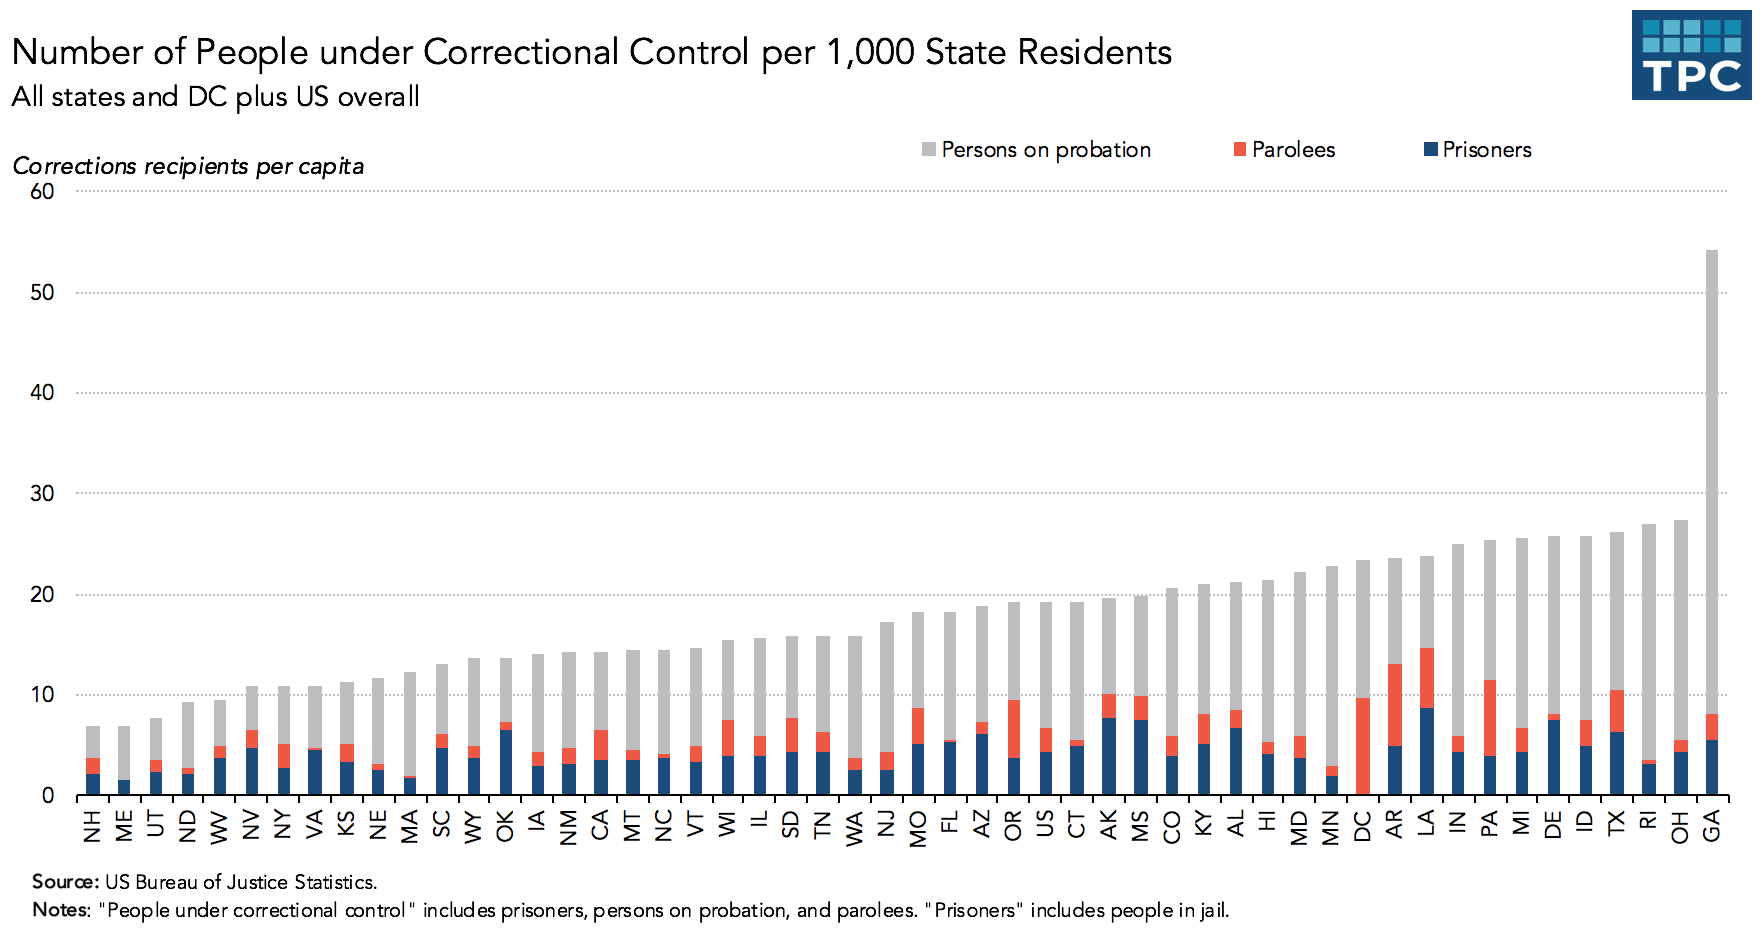 Number of People under Correctional Control per 1,000 State Residents
All states and DC plus US overall
TPC
Persons on probation Parolees Prisoners
Corrections recipients per capita
60
50
40
30
20
10
0
NH ME UT ND WV NV NY VA KS NE MA SC WY OK IA NM CA MT NC VT WI IL SD TN WA NJ MO FL AZ OR US CT AK MS CO KY AL HI MD MN DC AR LA IN PA MI DE ID TX RI OH GA
Source: US Bureau of Justice Statistics.
Notes: "People under correctional control" includes prisoners, persons on probation, and parolees. "Prisoners" includes people in jail.